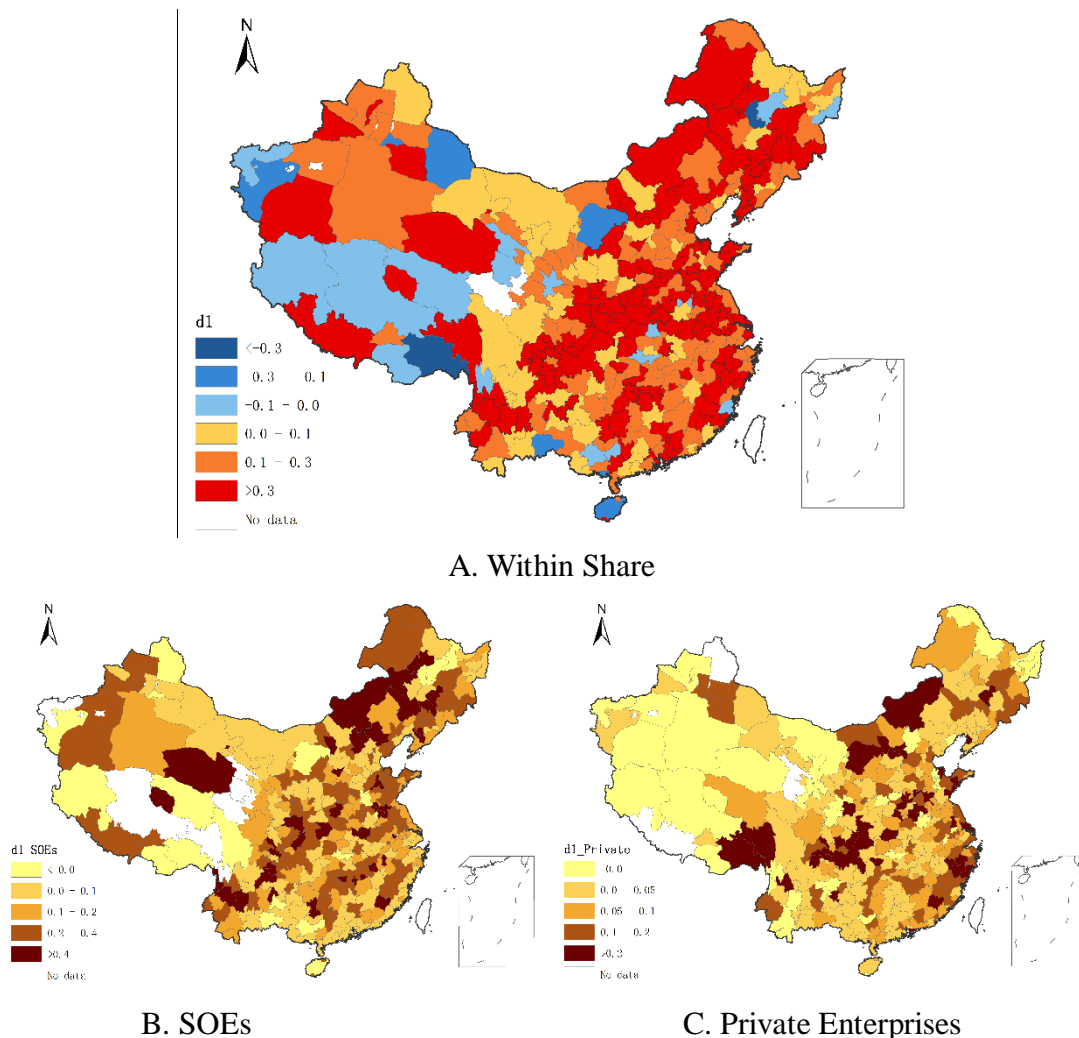 N
d1
<-0.3
0.3 0.1
-0.1 - 0.0
0.0 - 0.1
0.1 - 0.3
>0.3
No data
A. Within Share
N
d1 SOEs
< 0.0
0.0 - 0.1
0.1 - 0.2
0.2 0.4
>0.4
No data
B. SOEs
N
d1_Private
0.0
0.0 0.05
0.05 0.1
0.1 0.2
No data
C. Private Enterprises